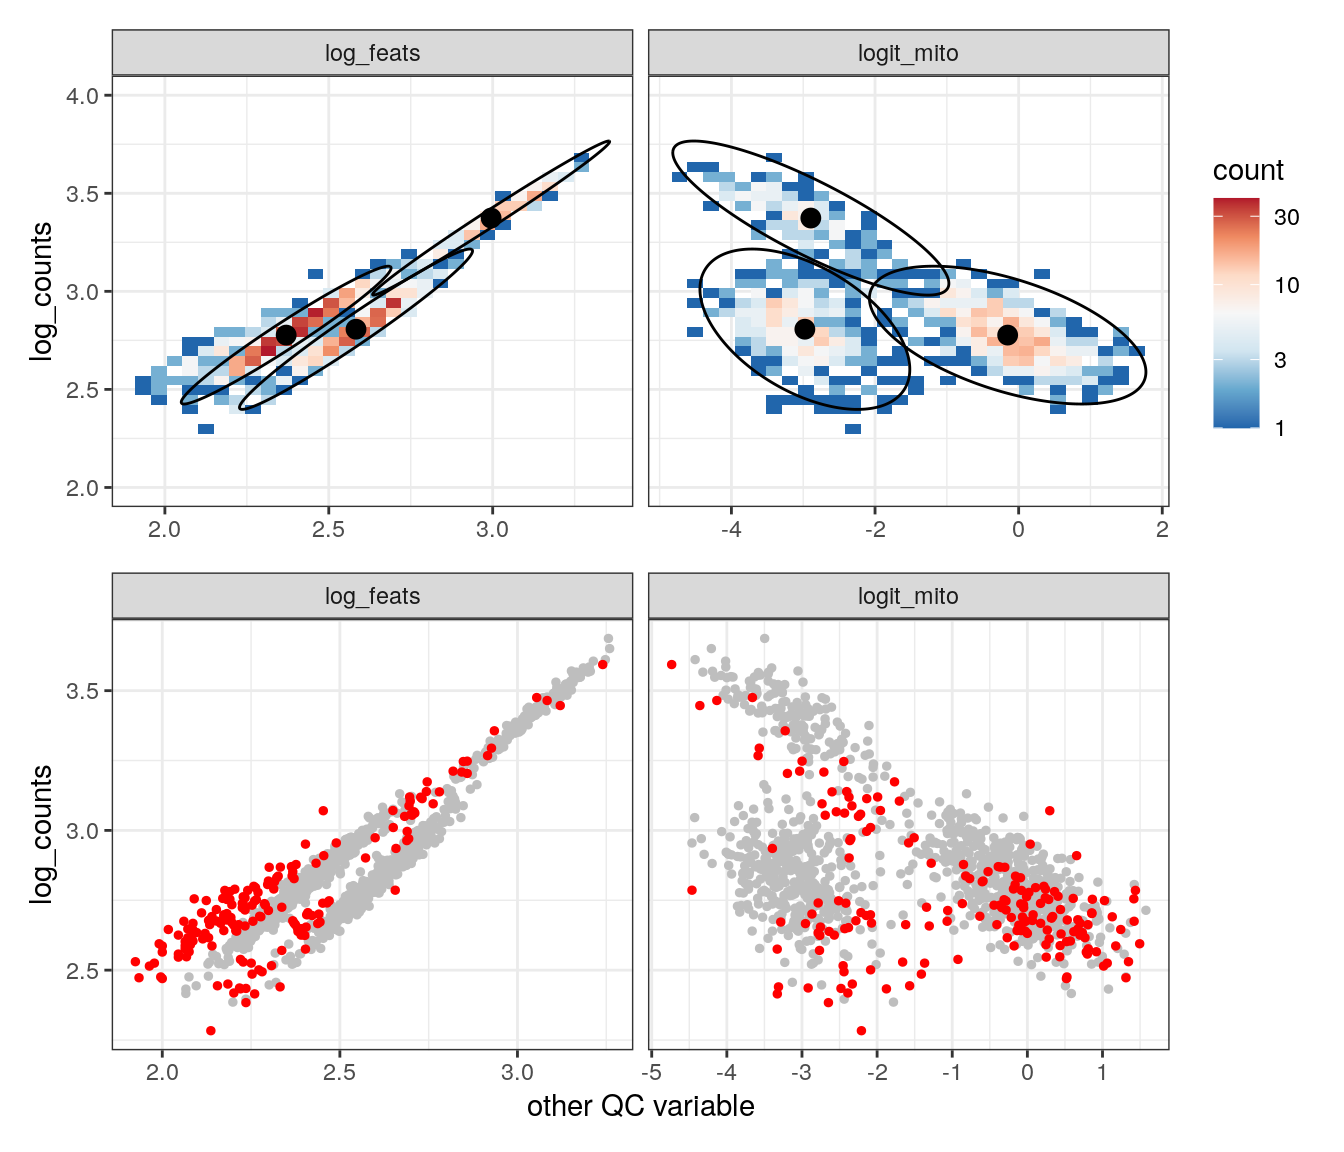 log_feats logit_mito
4.0
3.5
3.0
2.5
2.0
log_counts
2.0 2.5 3.0 -4 -2 0 2
count
30
10
3
1
log_feats logit_mito
3.5
3.0
2.5
log_counts
2.0 2.5 3.0 -5 -4 -3 -2 -1 0 1
other QC variable